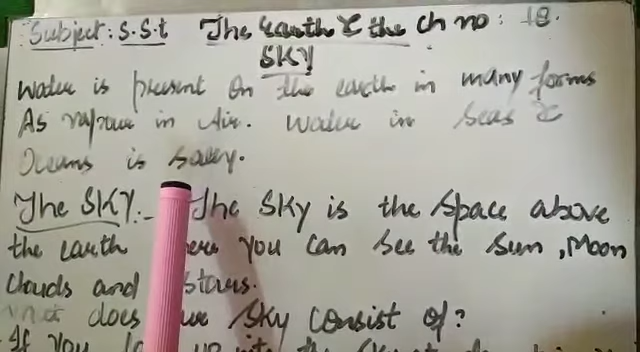 Subject: S.S.t The Earth & the Ch no: 18.
SKY
Water is present on the earth in many forms
As vapour in Air. Water in Seas &
Oceans is salty.
The SKY:- The Sky is the space above
the earth you can see the Sun, Moon
Clouds and stars.
What does our Sky consist of?
If you